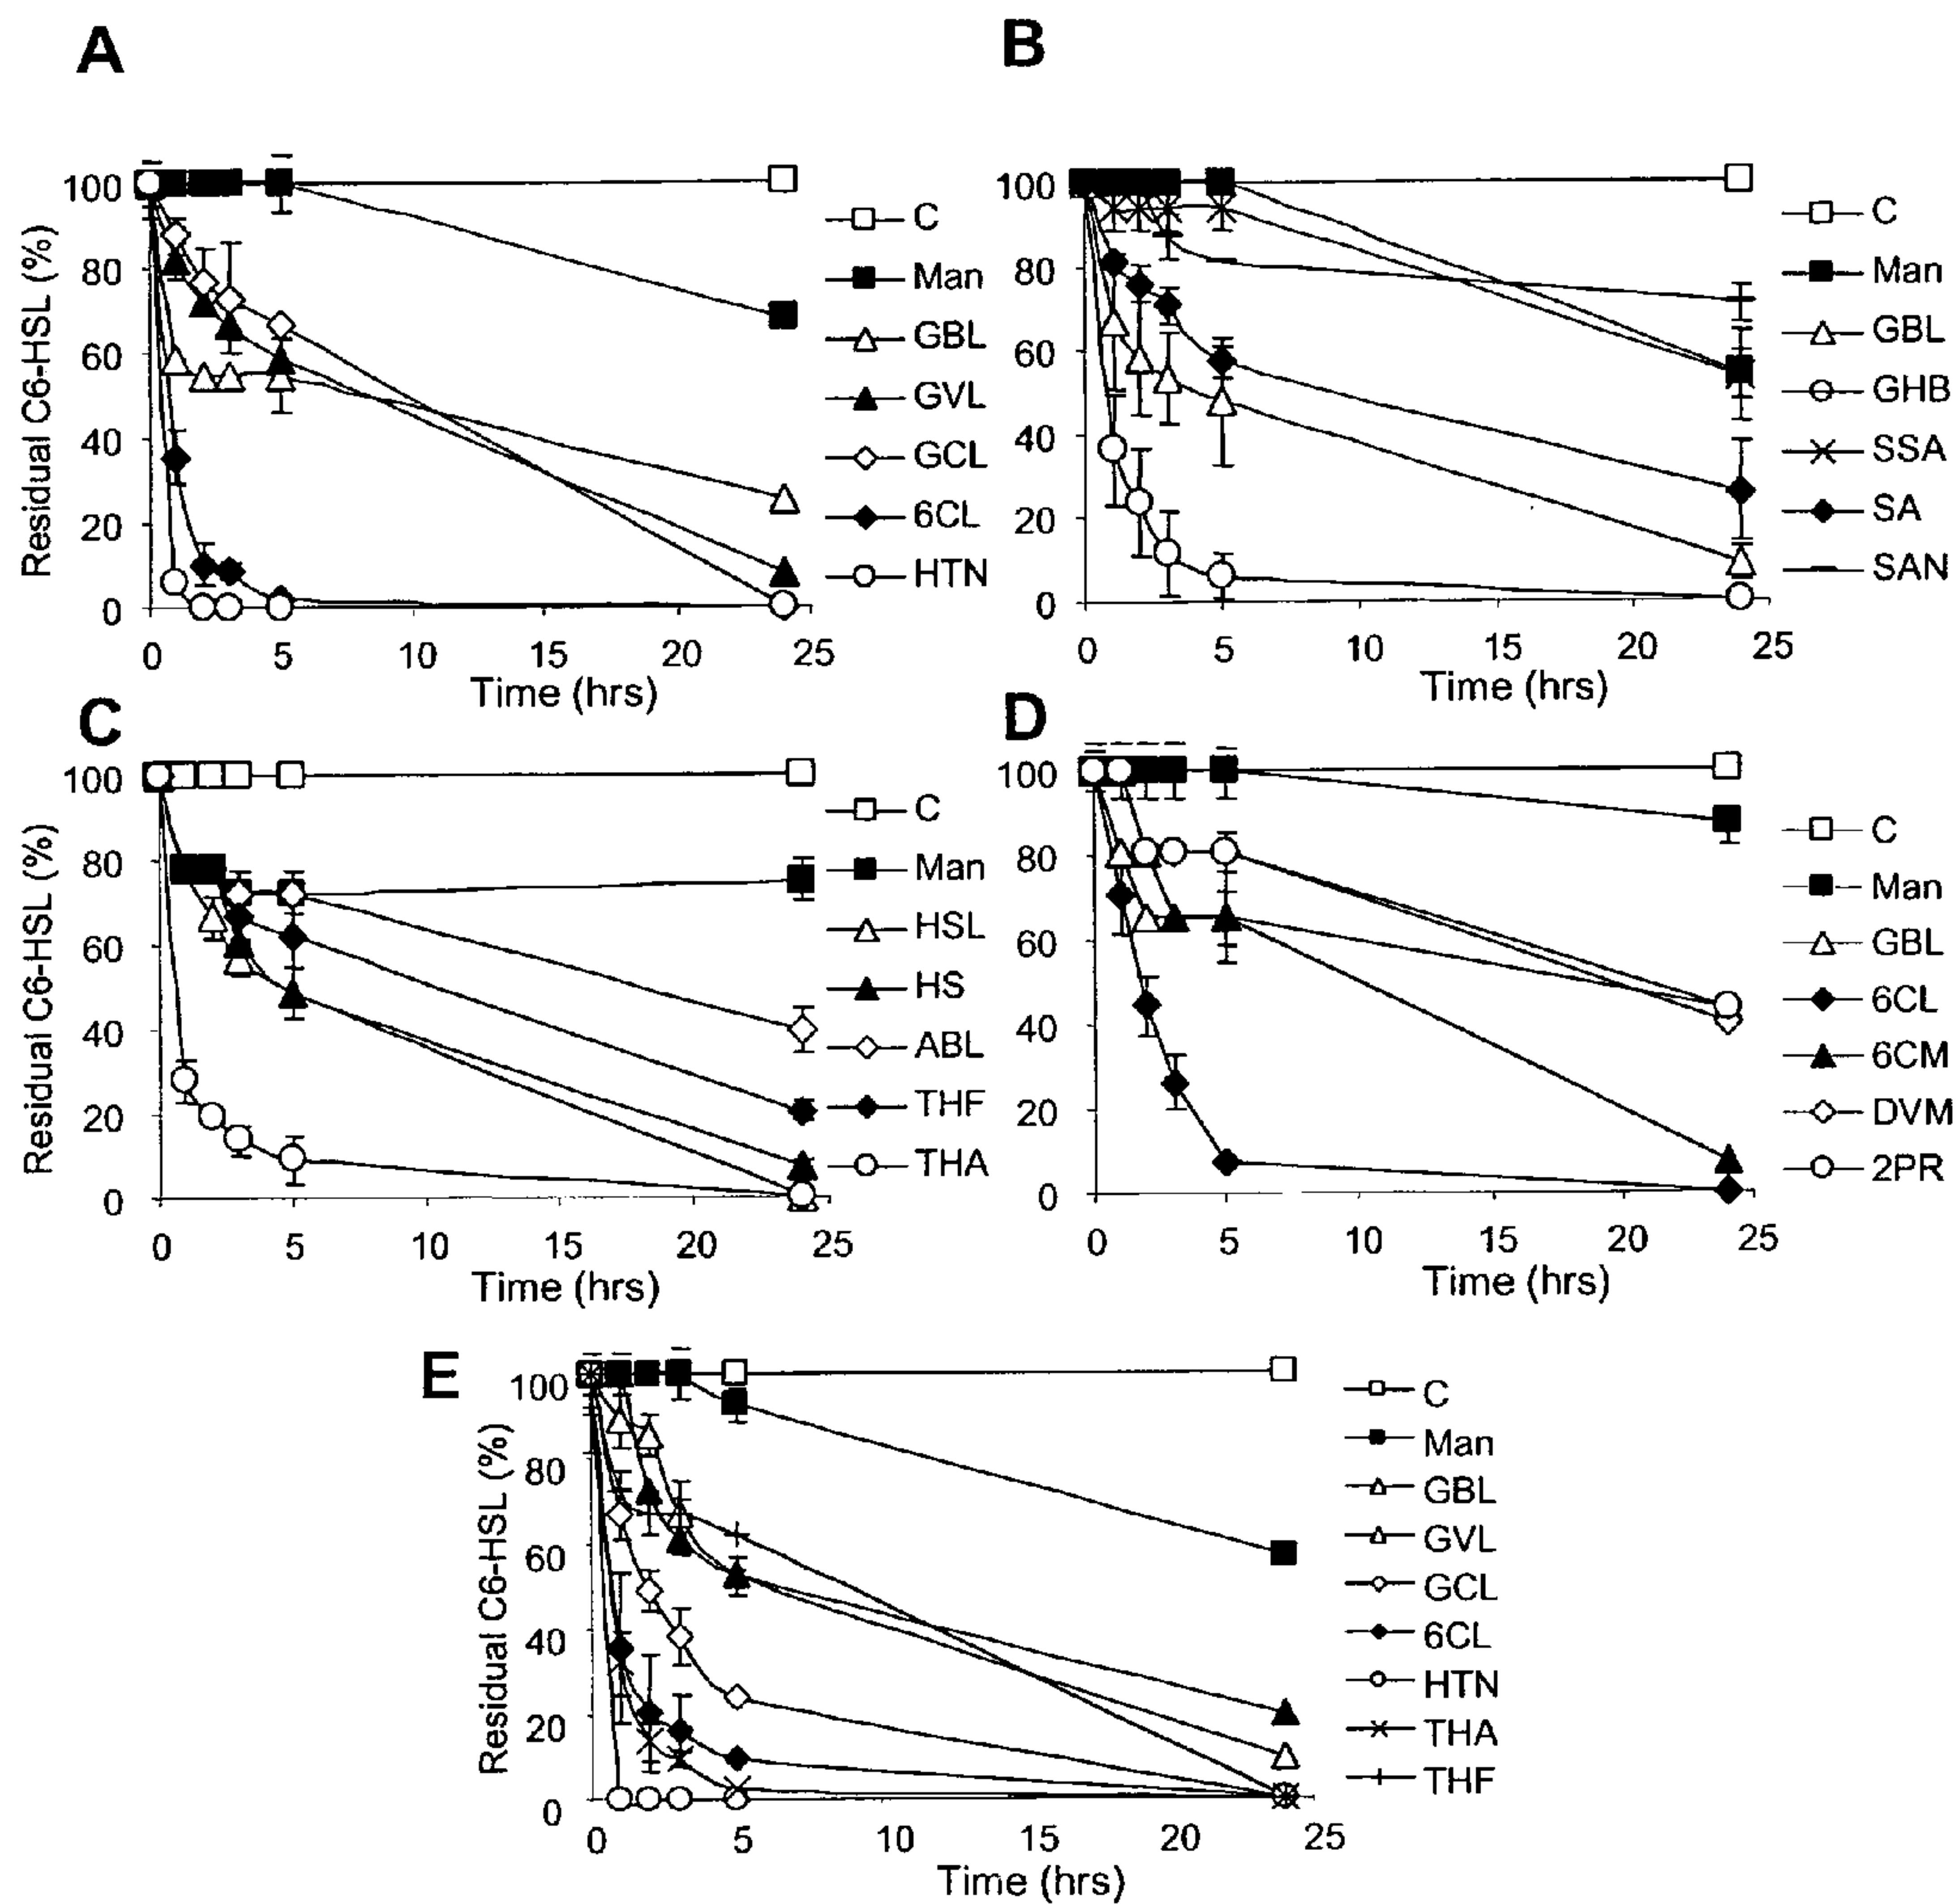 A
Residual C6-HSL (%)
100
80
60
40
20
0
0 5 10 15 20 25
Time (hrs)
C
Man
GBL
GVL
GCL
6CL
HTN
B
100
80
60
40
20
0
0 5 10 15 20 25
Time (hrs)
C
Man
GBL
GHB
SSA
SA
SAN
C
Residual C6-HSL (%)
100
80
60
40
20
0
0 5 10 15 20 25
Time (hrs)
C
Man
HSL
HS
ABL
THF
THA
D
100
80
60
40
20
0
0 5 10 15 20 25
Time (hrs)
C
Man
GBL
6CL
6CM
DVM
2PR
E
Residual C6-HSL (%)
100
80
60
40
20
0
0 5 10 15 20 25
Time (hrs)
C
Man
GBL
GVL
GCL
6CL
HTN
THA
THF